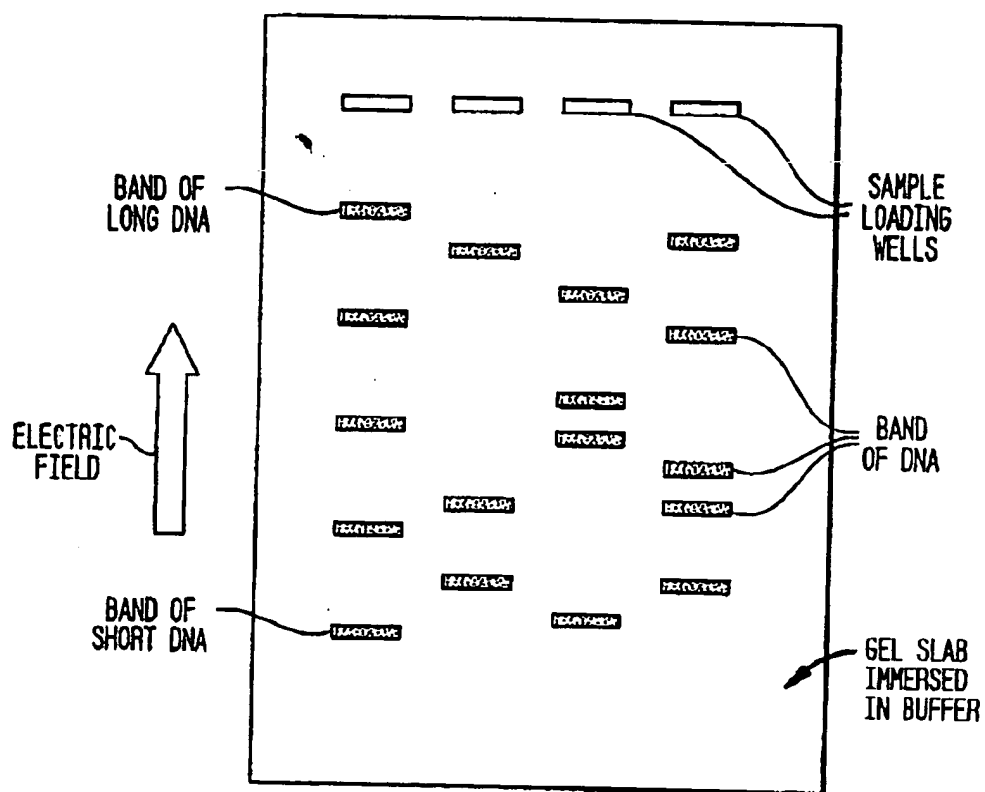 BAND OF
LONG DNA
SAMPLE
LOADING
WELLS
ELECTRIC
FIELD
BAND
OF DNA
BAND OF
SHORT DNA
GEL SLAB
IMMERSED
IN BUFFER